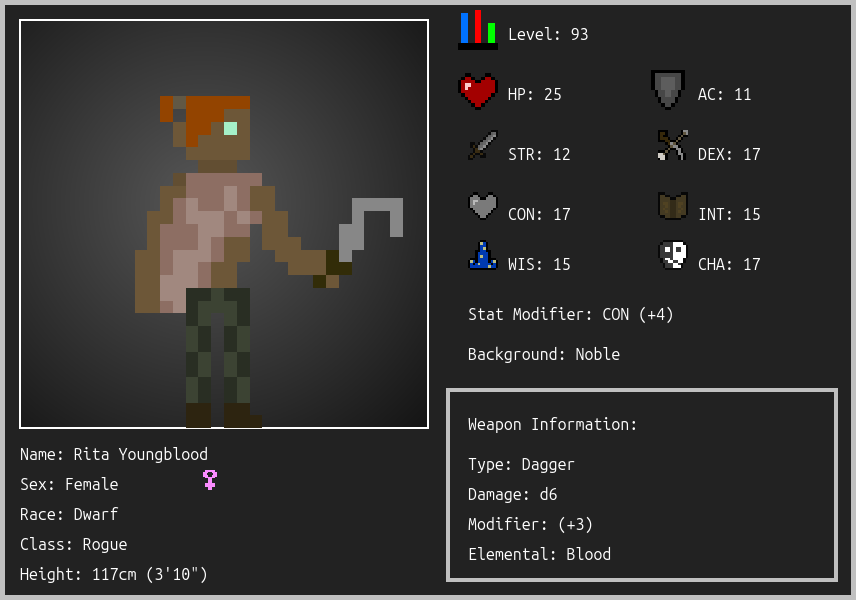 Level: 93
HP: 25
AC: 11
STR: 12
DEX: 17
CON: 17
INT: 15
WIS: 15
CHA: 17
Stat Modifier: CON (+4)
Background: Noble
Weapon Information:
Type: Dagger
Damage: d6
Modifier: (+3)
Elemental: Blood
Name: Rita Youngblood
Sex: Female
Race: Dwarf
Class: Rogue
Height: 117cm (3'10")